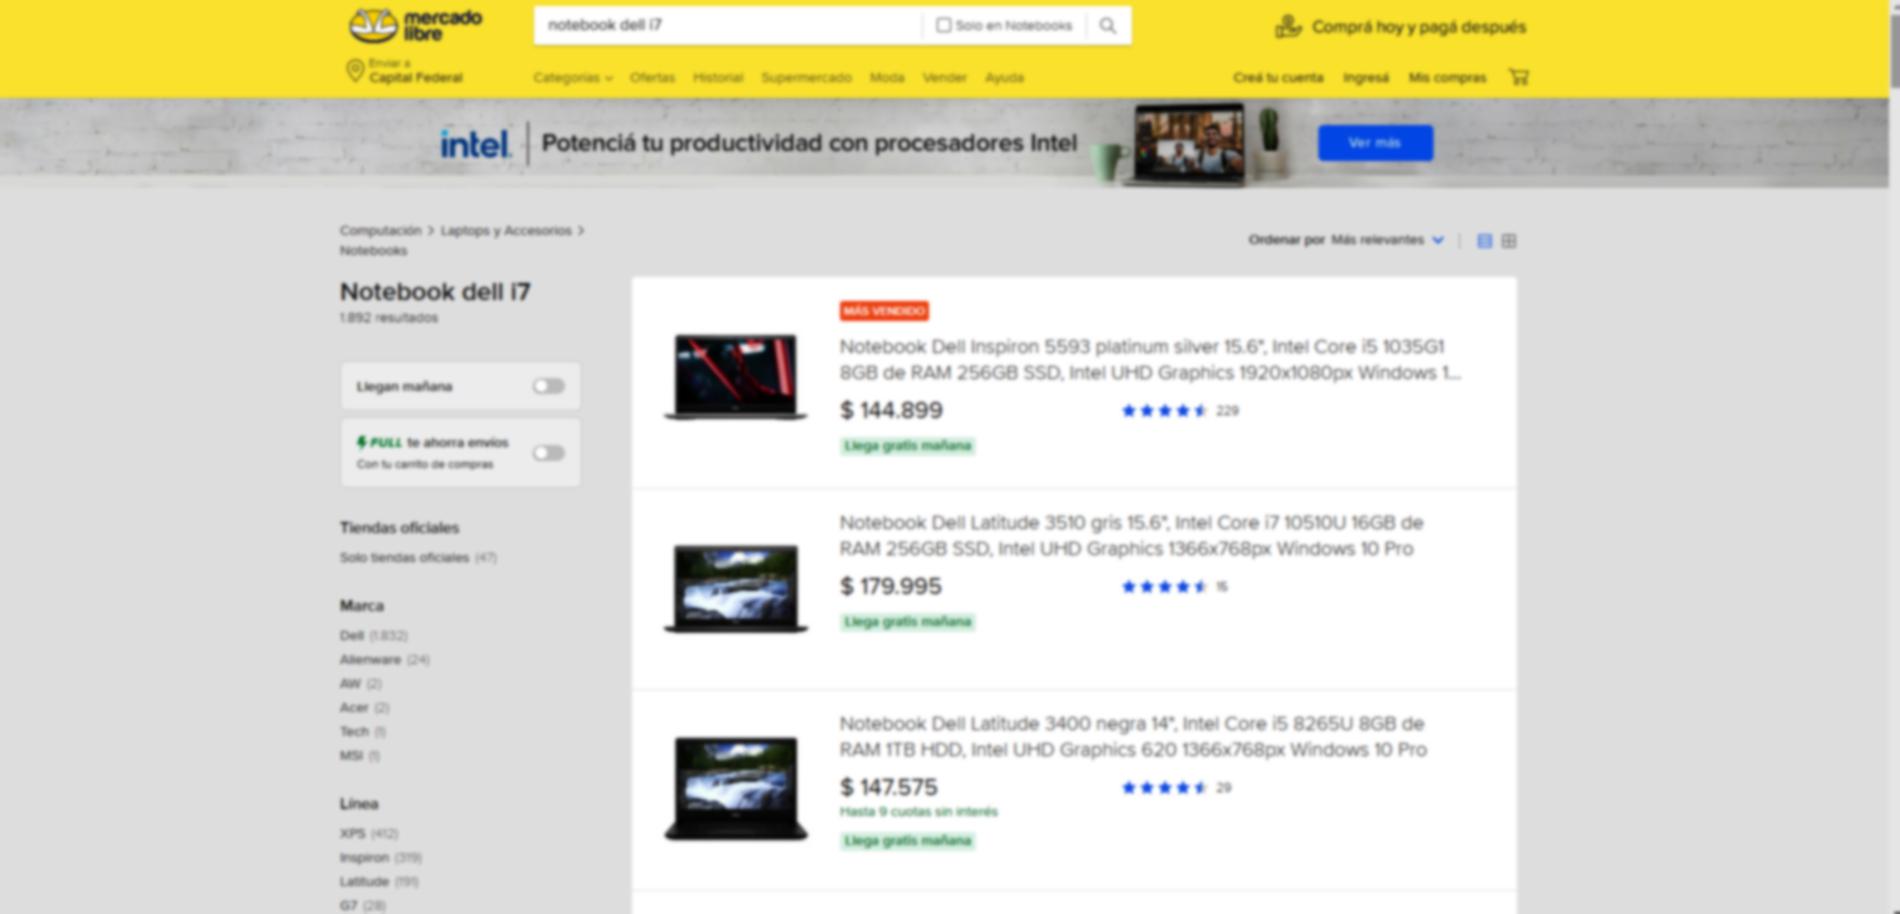 mercado
libre
notebook dell i7
Solo en Notebooks
Comprá hoy y pagá después
Enviar a
Capital Federal
Categorías Ofertas Historial Supermercado Moda Vender Ayuda
Creá tu cuenta Ingresá Mis compras
intel. Potenciá tu productividad con procesadores Intel
Ver más
Computación > Laptops y Accesorios >
Notebooks
Ordenar por Más relevantes
Notebook dell i7
1.892 resultados
Llegan mañana
FULL te ahorra envíos
Con tu carrito de compras
Tiendas oficiales
Solo tiendas oficiales (47)
Marca
Dell (1.832)
Alienware (24)
AW (2)
Acer (2)
Tech (1)
MSI (1)
Línea
XPS (412)
Inspiron (319)
Latitude (191)
G7 (28)
MÁS VENDIDO
Notebook Dell Inspiron 5593 platinum silver 15.6", Intel Core i5 1035G1
8GB de RAM 256GB SSD, Intel UHD Graphics 1920x1080px Windows 1...
$ 144.899
229
Llega gratis mañana
Notebook Dell Latitude 3510 gris 15.6", Intel Core i7 10510U 16GB de
RAM 256GB SSD, Intel UHD Graphics 1366x768px Windows 10 Pro
$ 179.995
15
Llega gratis mañana
Notebook Dell Latitude 3400 negra 14", Intel Core i5 8265U 8GB de
RAM 1TB HDD, Intel UHD Graphics 620 1366x768px Windows 10 Pro
$ 147.575
29
Hasta 9 cuotas sin interés
Llega gratis mañana